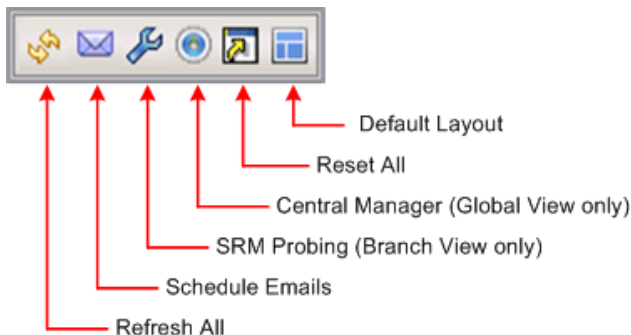 Default Layout
Reset All
Central Manager (Global View only)
SRM Probing (Branch View only)
Schedule Emails
Refresh All